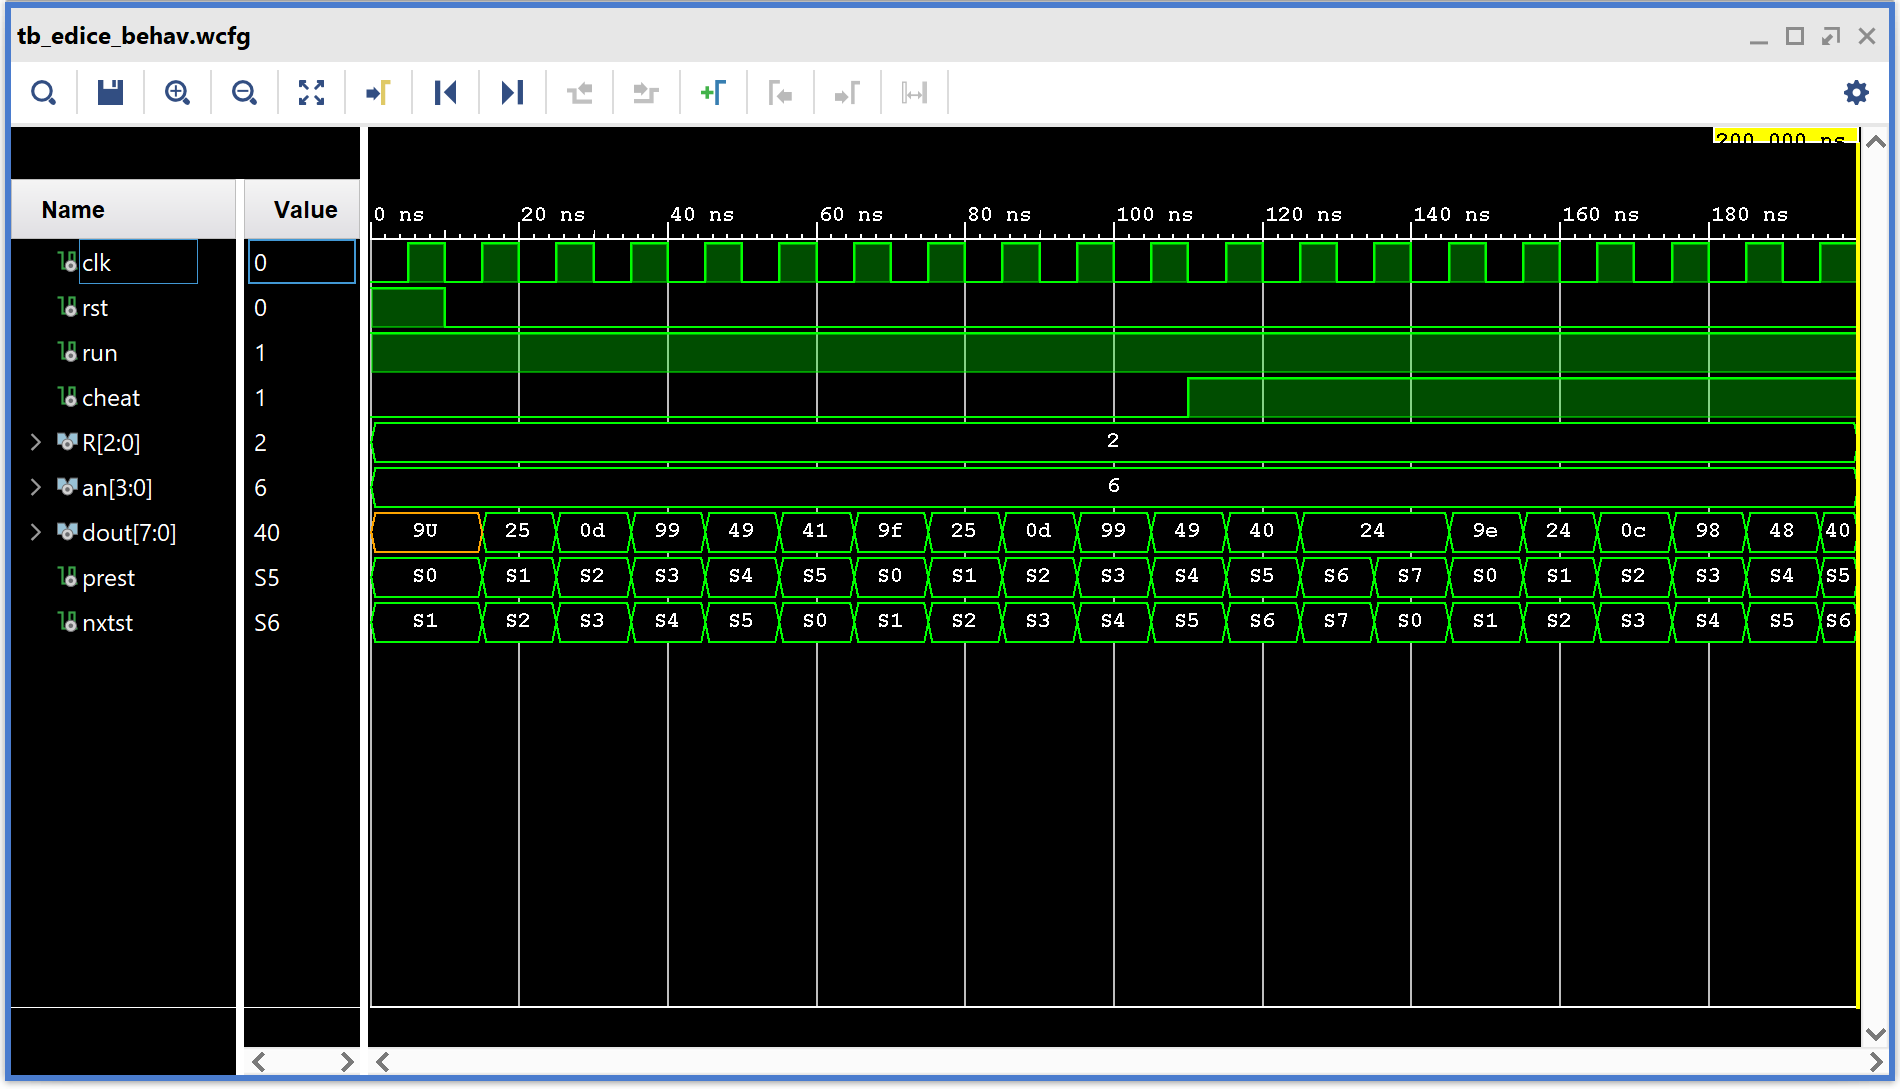 tb_edice_behav.wcfg
200.000 ns
Name Value
0 ns 20 ns 40 ns 60 ns 80 ns 100 ns 120 ns 140 ns 160 ns 180 ns
clk 0
rst 0
run 1
cheat 1
R[2:0] 2 2
an[3:0] 6 6
dout[7:0] 40 9U 25 0d 99 49 41 9f 25 0d 99 49 40 24 9e 24 0c 98 48 40
prest S5 S0 S1 S2 S3 S4 S5 S0 S1 S2 S3 S4 S5 S6 S7 S0 S1 S2 S3 S4 S5
nxtst S6 S1 S2 S3 S4 S5 S0 S1 S2 S3 S4 S5 S6 S7 S0 S1 S2 S3 S4 S5 S6